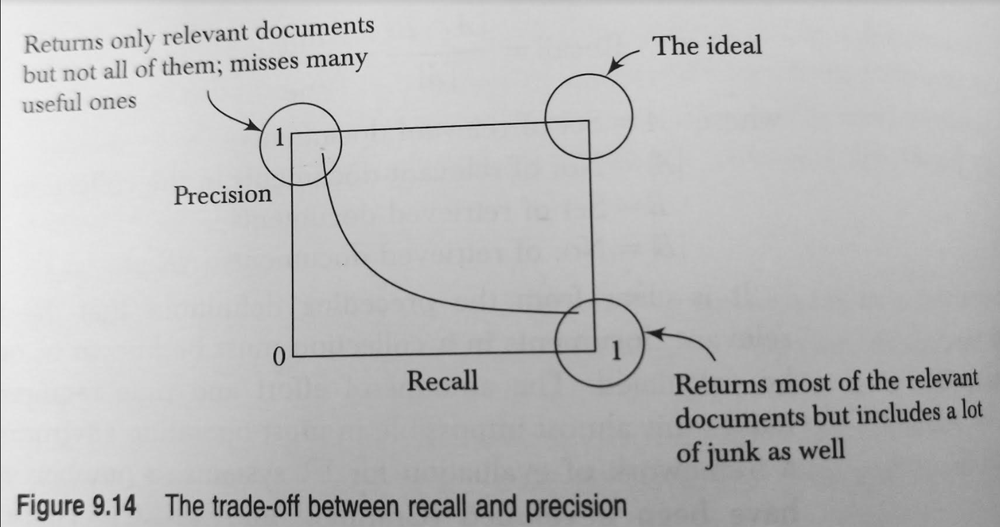 Returns only relevant documents
but not all of them; misses many
useful ones
The ideal
1
Precision
0
Recall
1
Returns most of the relevant
documents but includes a lot
of junk as well
Figure 9.14 The trade-off between recall and precision